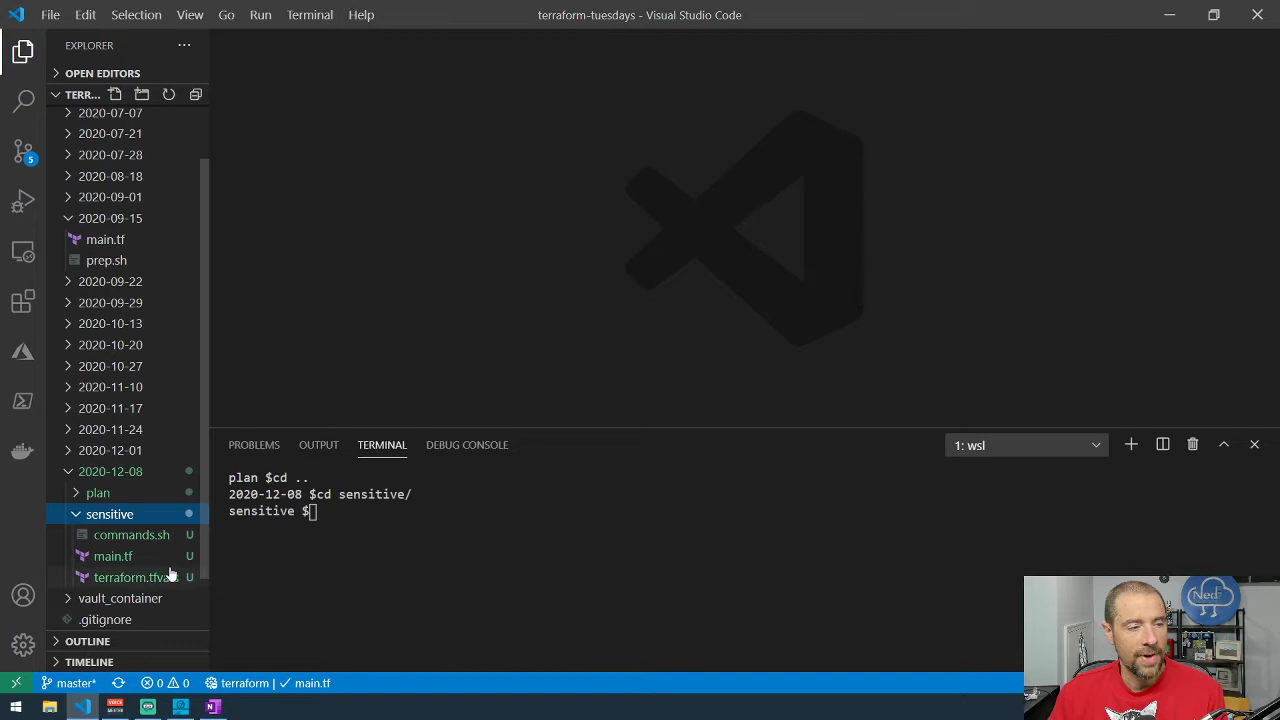 File Edit Selection View Go Run Terminal Help
terraform-tuesdays - Visual Studio Code
EXPLORER
OPEN EDITORS
TERR...
2020-07-07
2020-07-21
2020-07-28
2020-08-18
2020-09-01
2020-09-15
main.tf
prep.sh
2020-09-22
2020-09-29
2020-10-13
2020-10-20
2020-10-27
2020-11-10
2020-11-17
2020-11-24
2020-12-01
2020-12-08
plan
sensitive
commands.sh U
main.tf U
terraform.tfva U
vault_container
.gitignore
OUTLINE
TIMELINE
5
PROBLEMS OUTPUT TERMINAL DEBUG CONSOLE
1: wsl
plan $cd ..
2020-12-08 $cd sensitive/
sensitive $
master* 0 0 terraform | main.tf
Ned